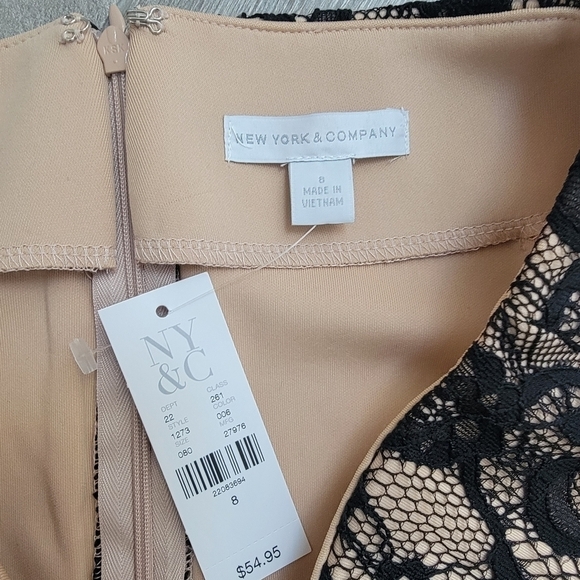 NEW YORK & COMPANY
8
MADE IN
VIETNAM
NY
&C
DEPT CLASS
22 261
STYLE COLOR
1273 006
SIZE MFG
080 27976
22083694
8
$54.95